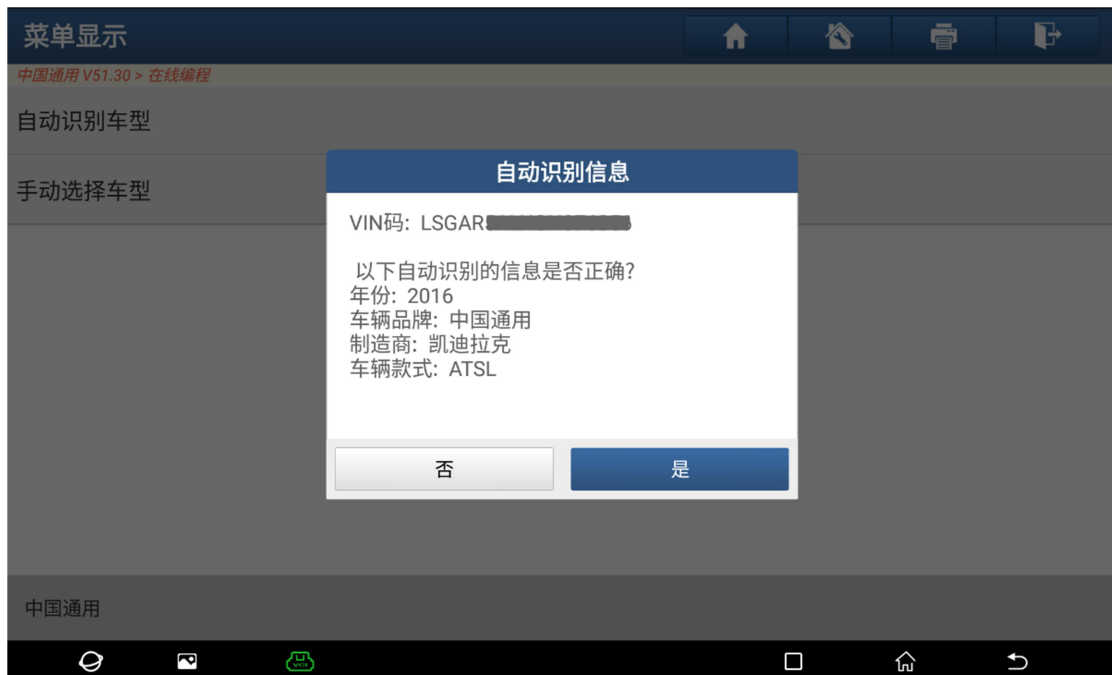 菜单显示
中国通用 V51.30 > 在线编程
自动识别车型
手动选择车型
自动识别信息
VIN码: LSGAR
以下自动识别的信息是否正确?
年份: 2016
车辆品牌: 中国通用
制造商: 凯迪拉克
车辆款式: ATSL
否
是
中国通用
VCI